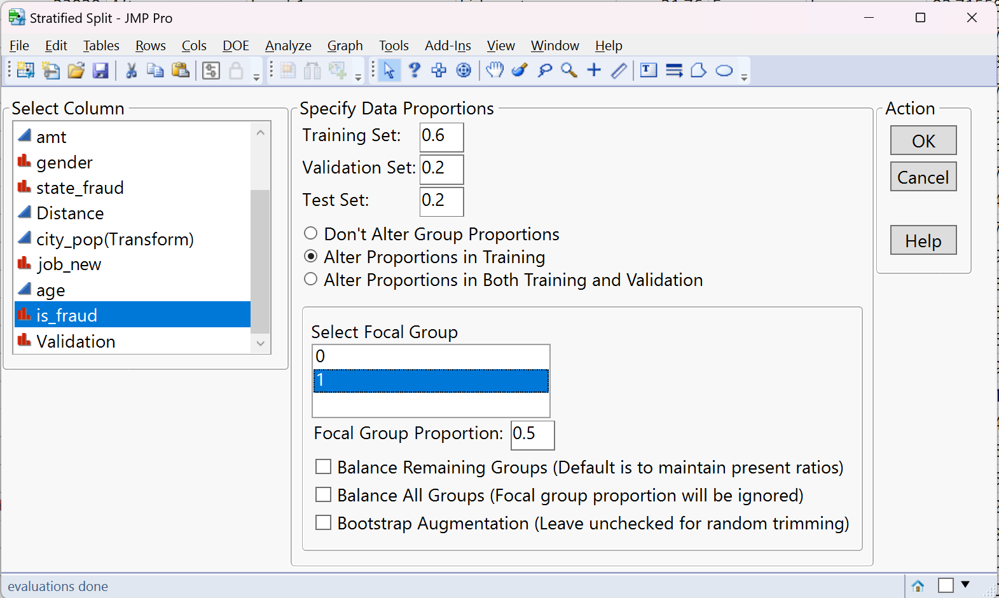 Stratified Split - JMP Pro
File Edit Tables Rows Cols DOE Analyze Graph Tools Add-Ins View Window Help
Select Column
amt
gender
state_fraud
Distance
city_pop(Transform)
job_new
age
is_fraud
Validation
Specify Data Proportions
Training Set: 0.6
Validation Set: 0.2
Test Set: 0.2
Don't Alter Group Proportions
Alter Proportions in Training
Alter Proportions in Both Training and Validation
Select Focal Group
0
1
Focal Group Proportion: 0.5
Balance Remaining Groups (Default is to maintain present ratios)
Balance All Groups (Focal group proportion will be ignored)
Bootstrap Augmentation (Leave unchecked for random trimming)
Action
OK
Cancel
Help
evaluations done